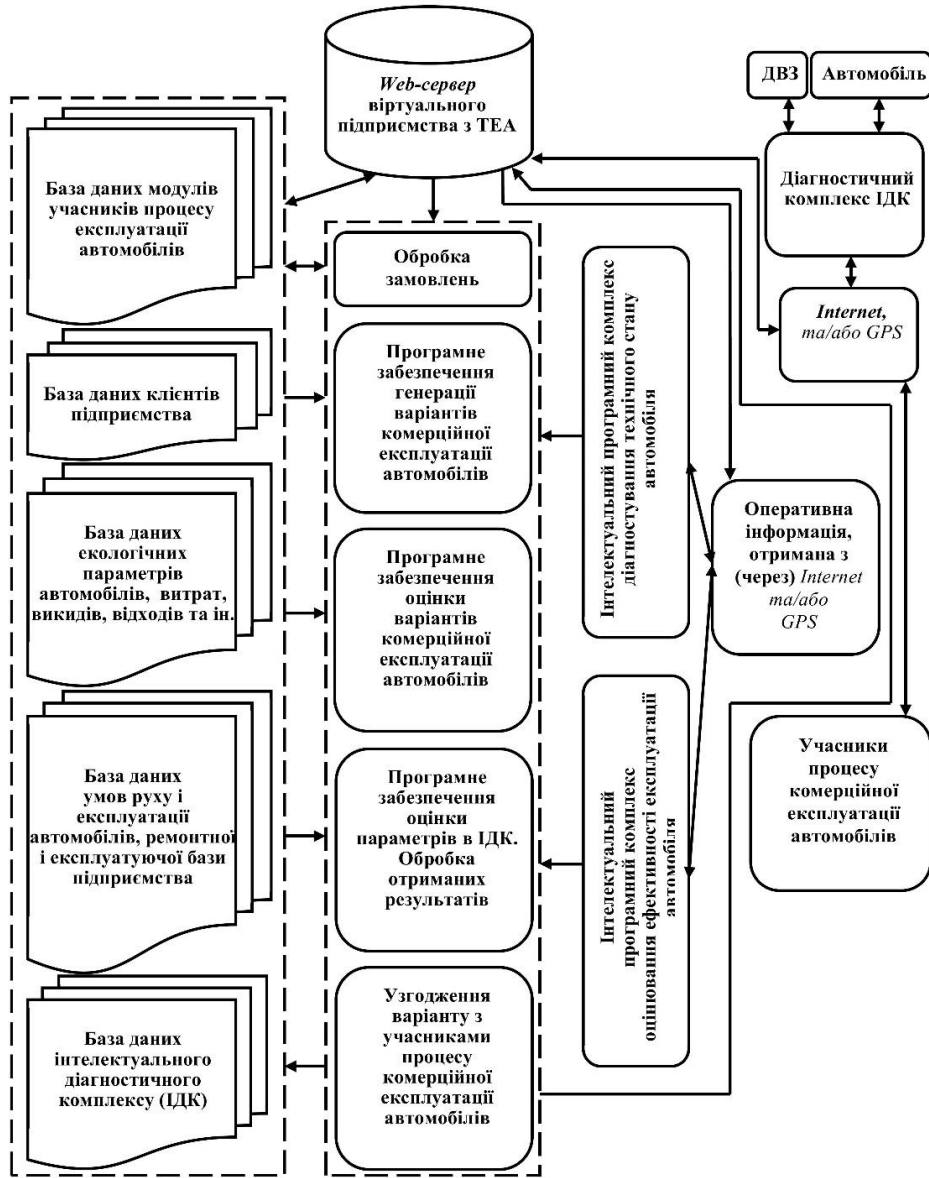 Web-сервер
віртуального
підприємства з ТЕА
ДВЗ
Автомобіль
Діагностичний
комплекс ІДК
Internet,
та/або GPS
База даних модулів
учасників процесу
експлуатації
автомобілів
База даних клієнтів
підприємства
База даних
екологічних
параметрів
автомобілів, витрат,
викидів, відходів та ін.
База даних
умов руху і
експлуатації
автомобілів, ремонтної
і експлуатуючої бази
підприємства
База даних
інтелектуального
діагностичного
комплексу (ІДК)
Обробка
замовлень
Програмне
забезпечення
генерації
варіантів
комерційної
експлуатації
автомобілів
Програмне
забезпечення
оцінки
варіантів
комерційної
експлуатації
автомобілів
Програмне
забезпечення
оцінки
параметрів в ІДК.
Обробка
отриманих
результатів
Узгодження
варіанту з
учасниками
процесу
комерційної
експлуатації
автомобілів
Інтелектуальний програмний комплекс
діагностування технічного стану
автомобіля
Інтелектуальний
програмний комплекс
оцінювання ефективності експлуатації
автомобіля
Оперативна
інформація,
отримана з
(через) Internet
та/або
GPS
Учасники
процесу
комерційної
експлуатації
автомобілів